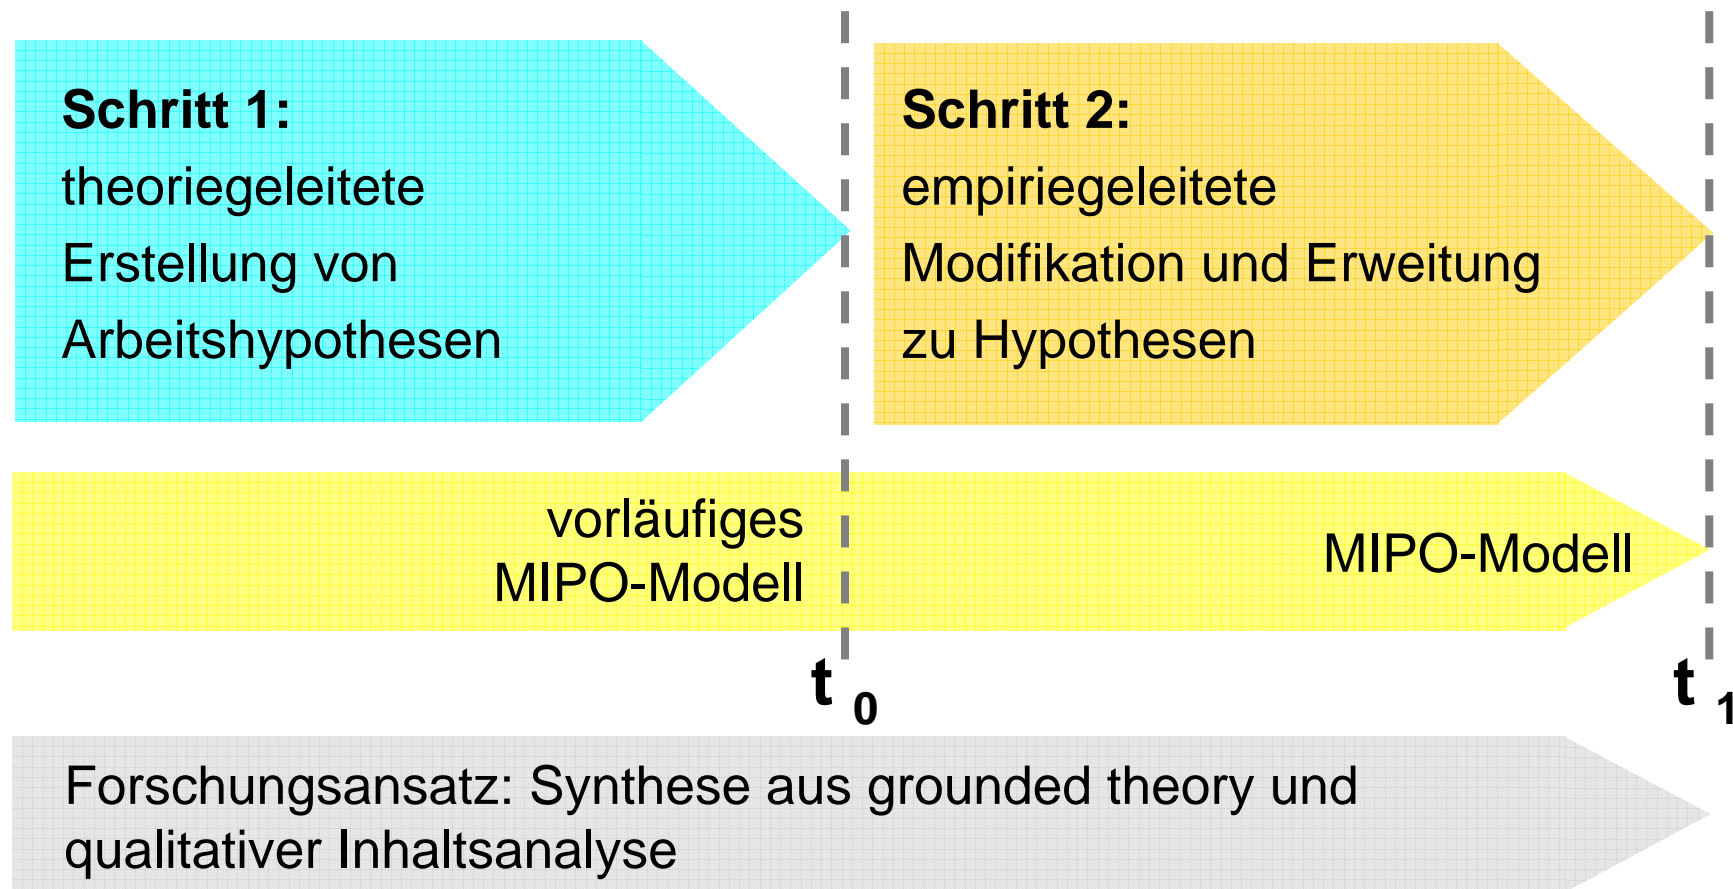 Schritt 1:
theoriegeleitete
Erstellung von
Arbeitshypothesen
Schritt 2:
empiriegeleitete
Modifikation und Erweitung
zu Hypothesen
vorläufiges
MIPO-Modell
MIPO-Modell
t 0
t 1
Forschungsansatz: Synthese aus grounded theory und
qualitativer Inhaltsanalyse